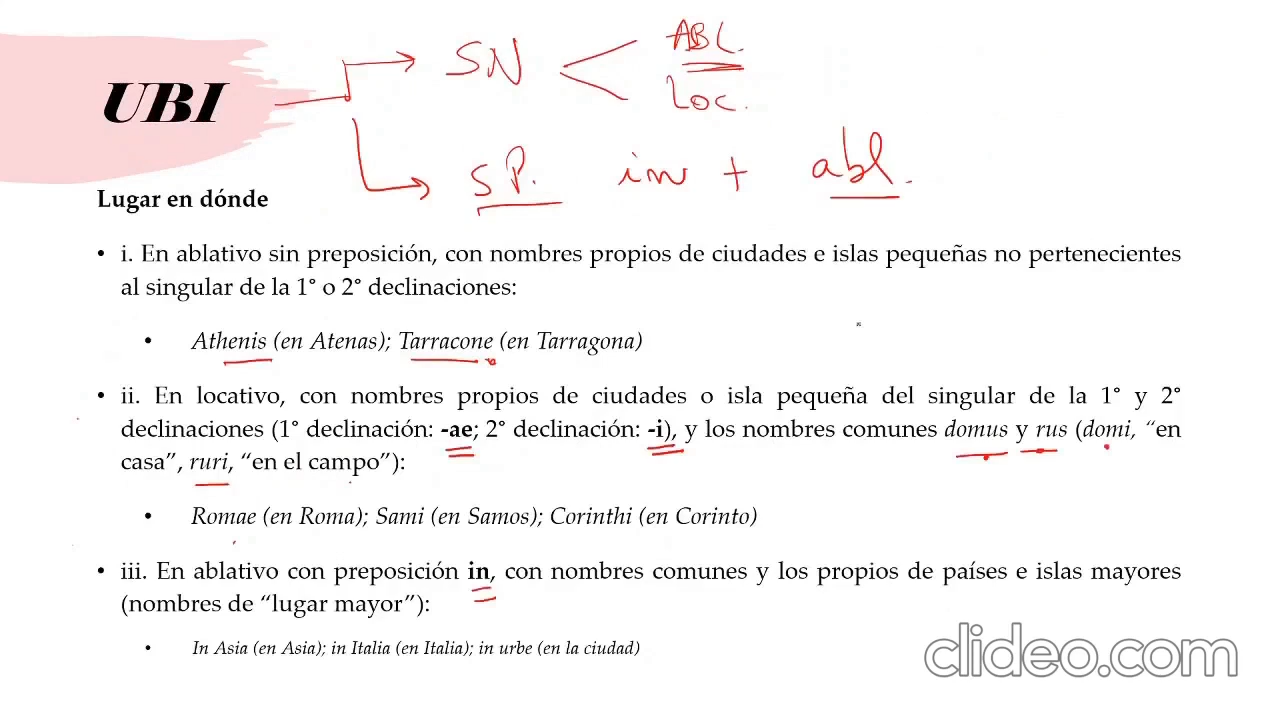 SN
ABL.
LOC.
UBI
SP. in + abl.
Lugar en dónde
• i. En ablativo sin preposición, con nombres propios de ciudades e islas pequeñas no pertenecientes
al singular de la 1° o 2° declinaciones:
• Athenis (en Atenas); Tarracone (en Tarragona)
• ii. En locativo, con nombres propios de ciudades o isla pequeña del singular de la 1° y 2°
declinaciones (1° declinación: -ae; 2° declinación: -i), y los nombres comunes domus y rus (domi, “en
casa”, ruri, “en el campo”):
• Romae (en Roma); Sami (en Samos); Corinthi (en Corinto)
• iii. En ablativo con preposición in, con nombres comunes y los propios de países e islas mayores
(nombres de “lugar mayor”):
• In Asia (en Asia); in Italia (en Italia); in urbe (en la ciudad)
clideo.com